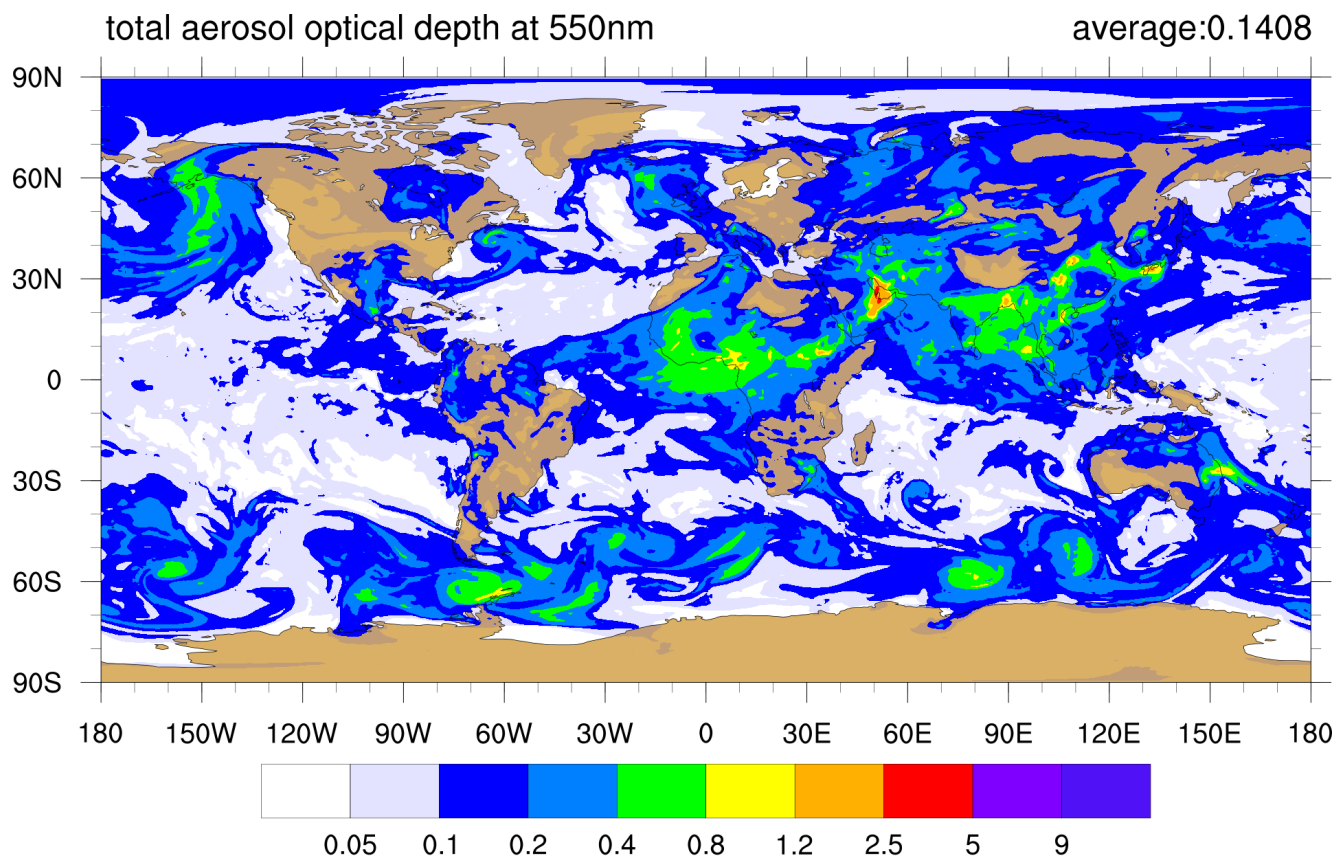 total aerosol optical depth at 550nm average:0.1408
90N
60N
30N
0
30S
60S
90S
180 150W 120W 90W 60W 30W 0 30E 60E 90E 120E 150E 180
0.05 0.1 0.2 0.4 0.8 1.2 2.5 5 9